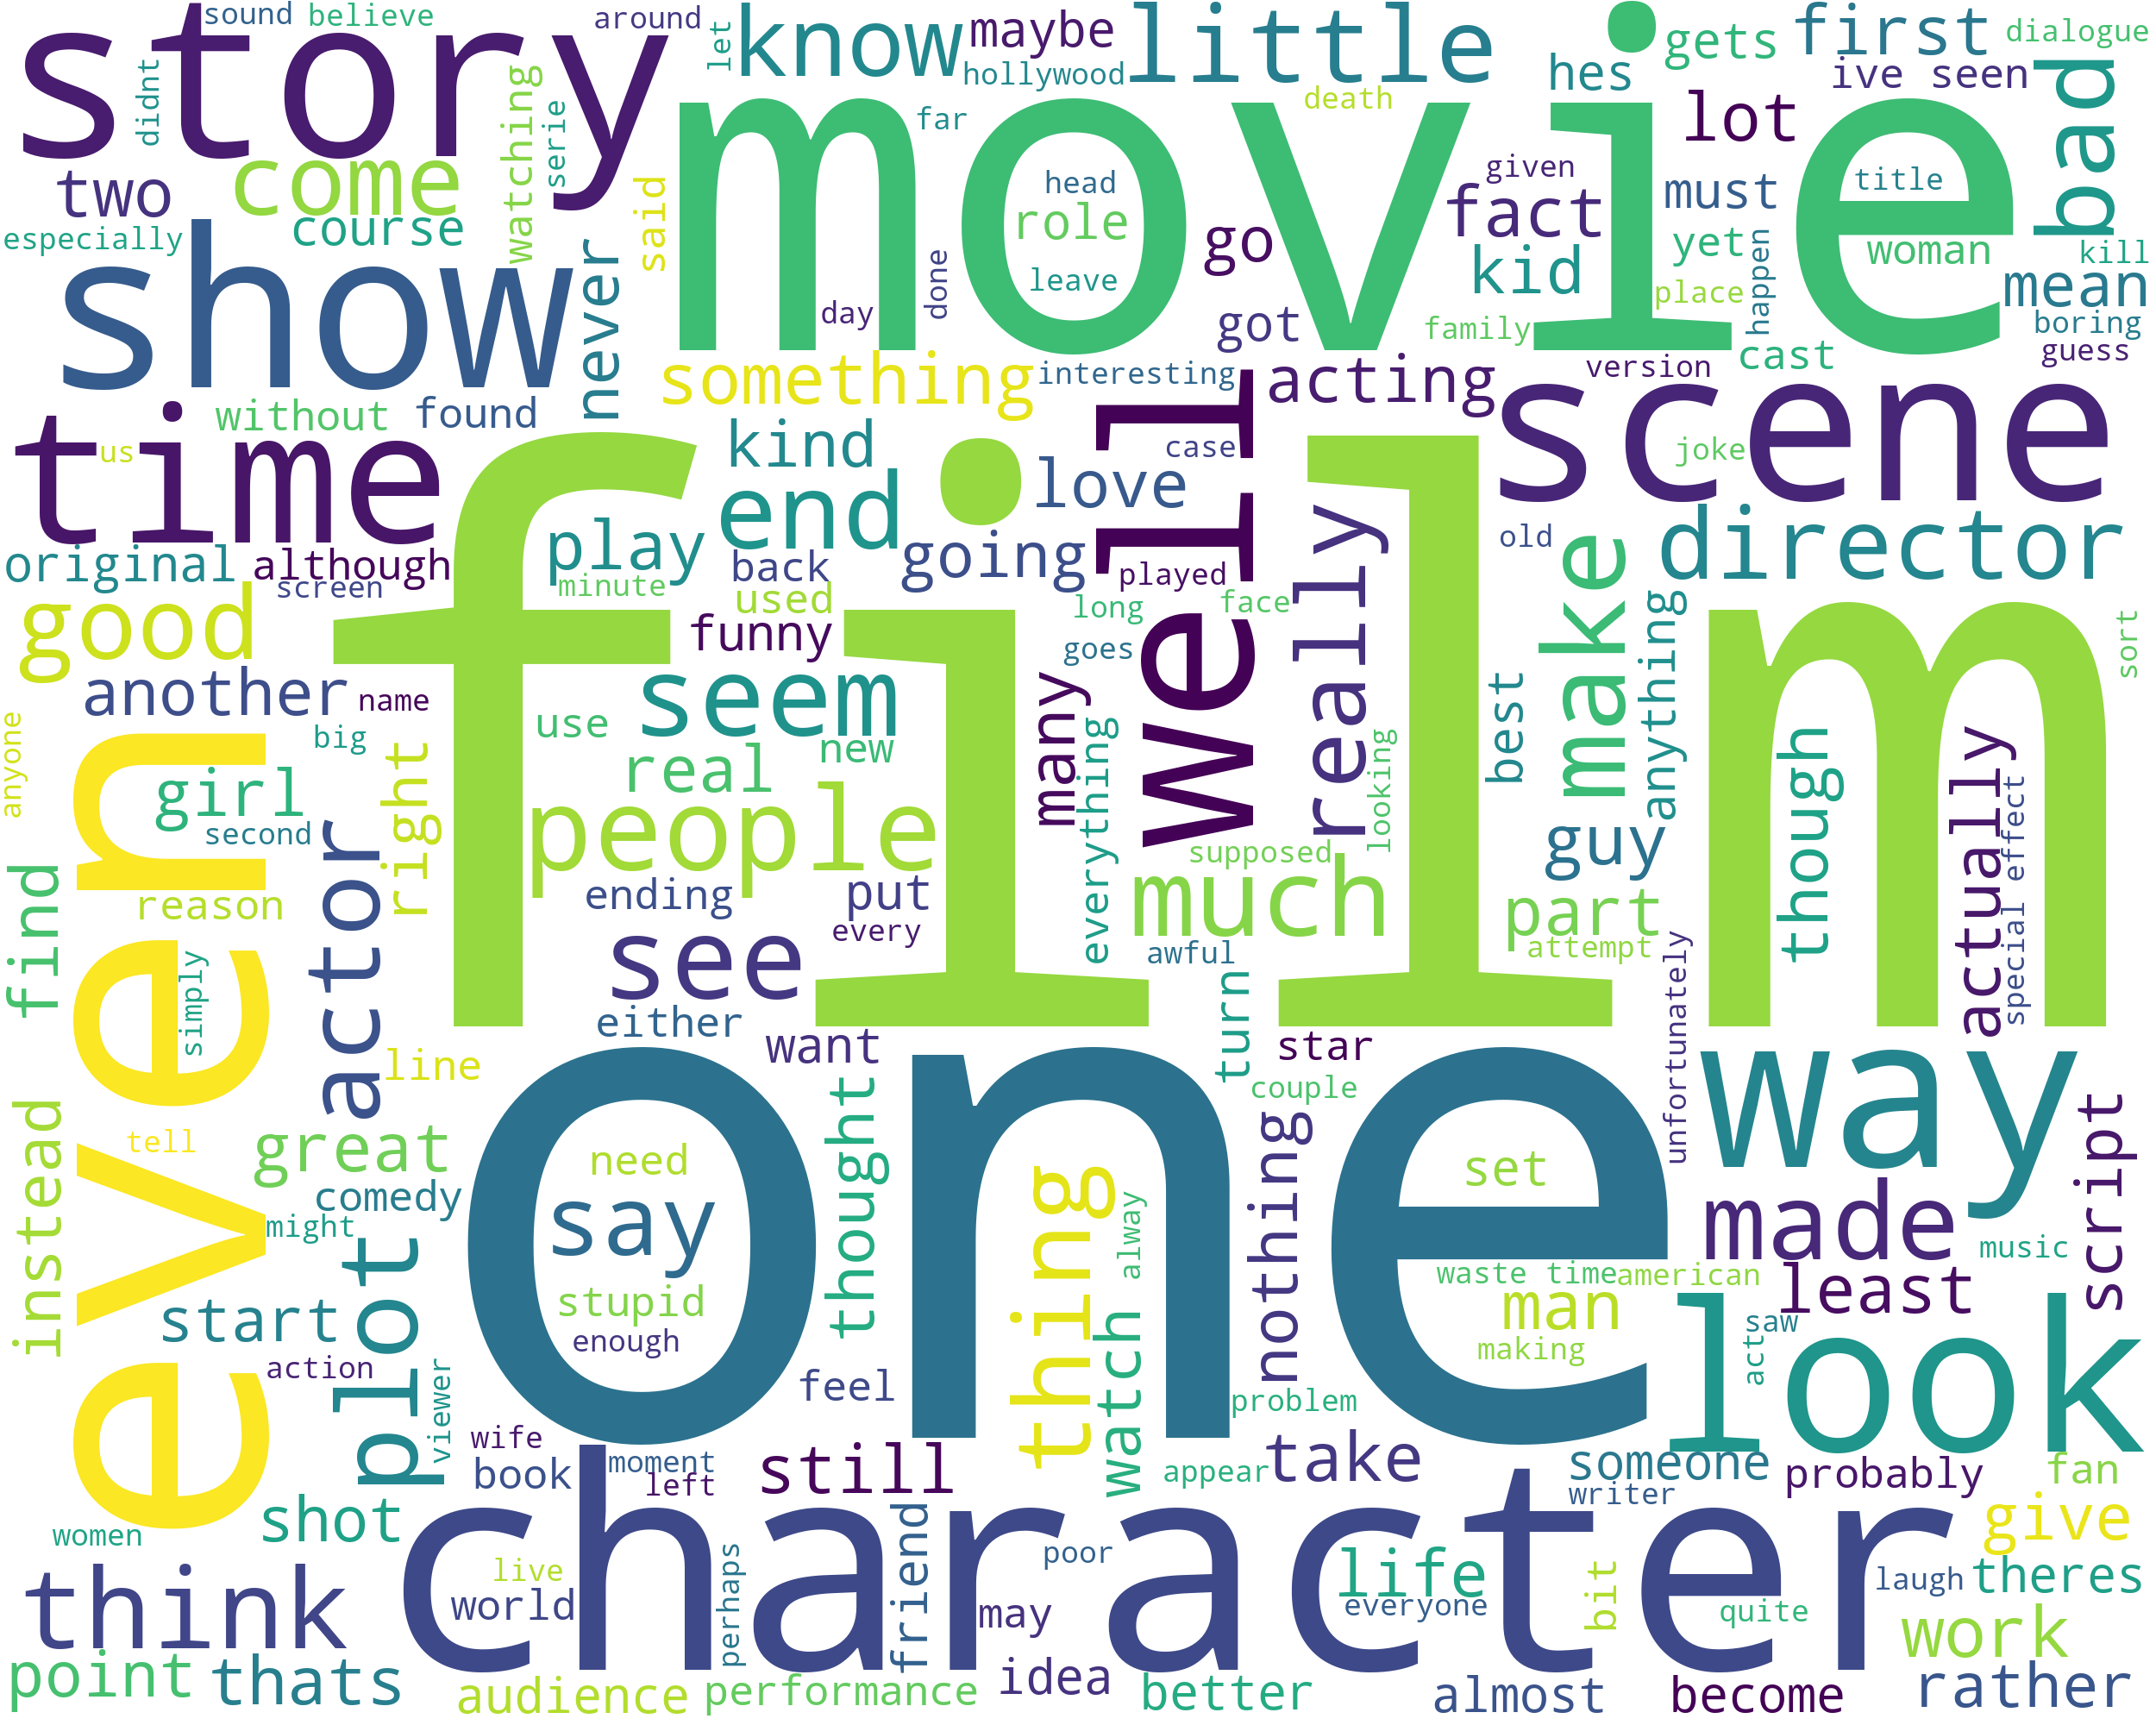 sound
believe
around
let
know
maybe
hollywood
little
gets
first
dialogue
story
didnt
watching
serie
movie
far
death
hes
ive seen
lot
bad
two
come
course
especially
said
never
show
head
role
leave
day
done
go
got
given
fact
kid
must
title
yet
woman
kill
mean
place
happen
boring
guess
family
version
cast
something
interesting
acting
scene
without
found
time
us
kind
end
love
case
well
joke
old
director
original
although
screen
play
minute
back
used
going
played
long
face
goes
really
make
anything
sort
good
funny
film
another
name
big
use
seem
real
new
many
everything
looking
best
though
actually
special effect
anyone
girl
second
right
people
guy
even
actor
reason
find
simply
ending
put
every
see
either
supposed
much
awful
part
attempt
unfortunately
line
want
turn
star
couple
one
way
instead
tell
great
comedy
might
need
say
stupid
enough
thought
thing
alway
watch
nothing
set
waste time
american
man
making
made
least
music
script
saw
act
look
start
action
plot
viewer
feel
problem
wife
book
moment
left
still
appear
take
someone
writer
probably
fan
give
women
shot
think
character
live
world
perhaps
friend
poor
may
life
everyone
bit
quite
laugh
theres
work
point
thats
audience
performance
idea
better
almost
become
rather